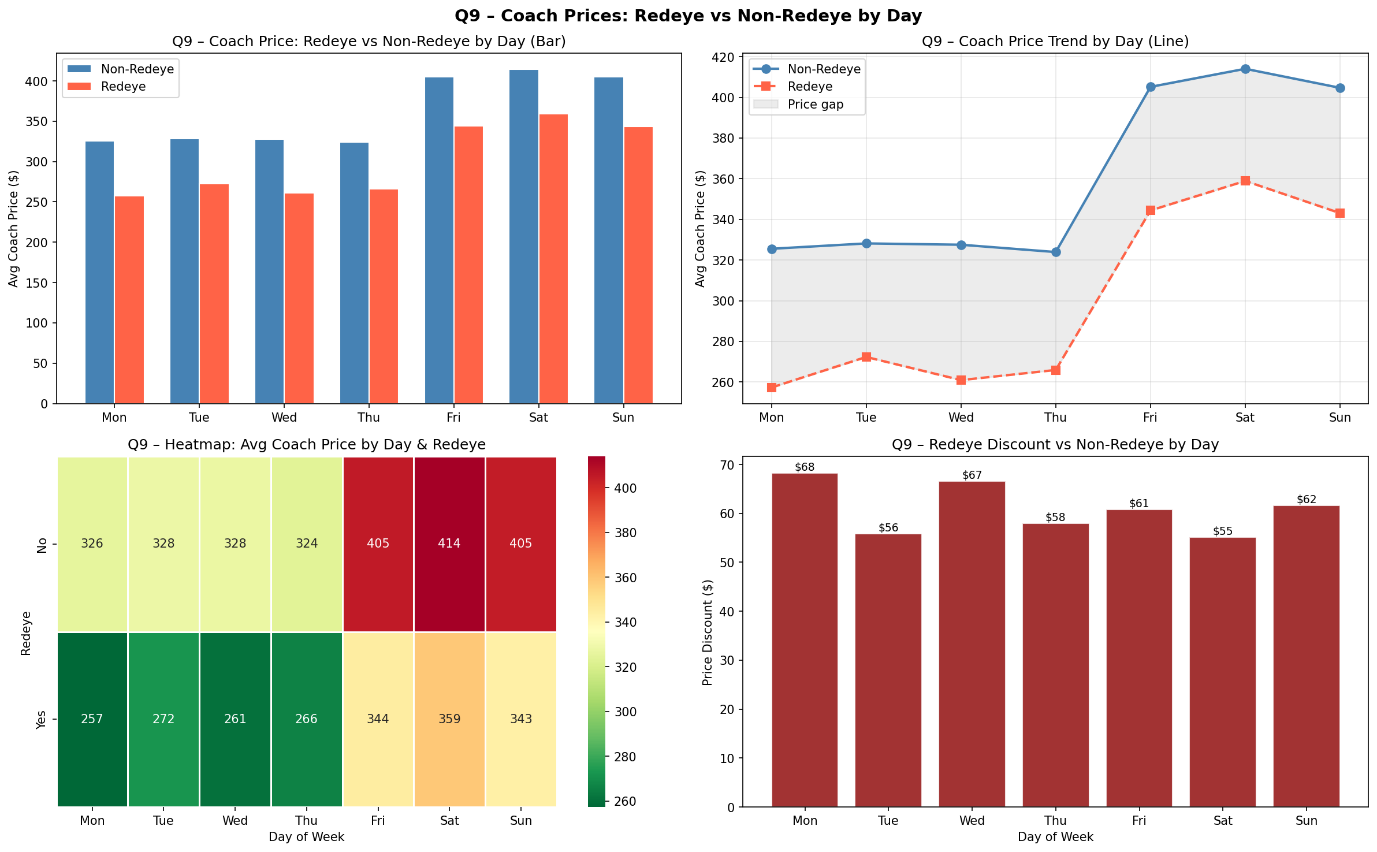 Q9 – Coach Prices: Redeye vs Non-Redeye by Day
Q9 – Coach Price: Redeye vs Non-Redeye by Day (Bar)
Avg Coach Price ($)
400
350
300
250
200
150
100
50
0
Non-Redeye
Redeye
Mon Tue Wed Thu Fri Sat Sun
Q9 – Coach Price Trend by Day (Line)
Avg Coach Price ($)
420
400
380
360
340
320
300
280
260
Non-Redeye
Redeye
Price gap
Mon Tue Wed Thu Fri Sat Sun
Q9 – Heatmap: Avg Coach Price by Day & Redeye
Redeye
No
326 328 328 324 405 414 405
Yes
257 272 261 266 344 359 343
Mon Tue Wed Thu Fri Sat Sun
Day of Week
400
380
360
340
320
300
280
260
Q9 – Redeye Discount vs Non-Redeye by Day
Price Discount ($)
70
60
50
40
30
20
10
0
$68 $56 $67 $58 $61 $55 $62
Mon Tue Wed Thu Fri Sat Sun
Day of Week